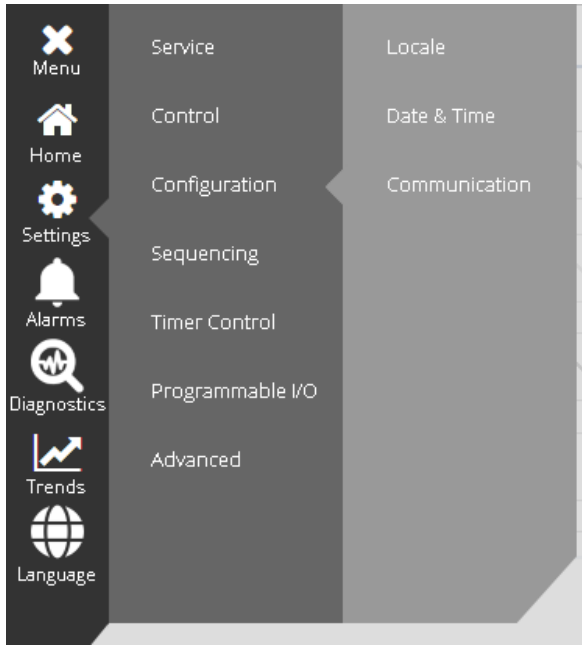 Menu
Home
Settings
Alarms
Diagnostics
Trends
Language
Service
Control
Configuration
Sequencing
Timer Control
Programmable I/O
Advanced
Locale
Date & Time
Communication